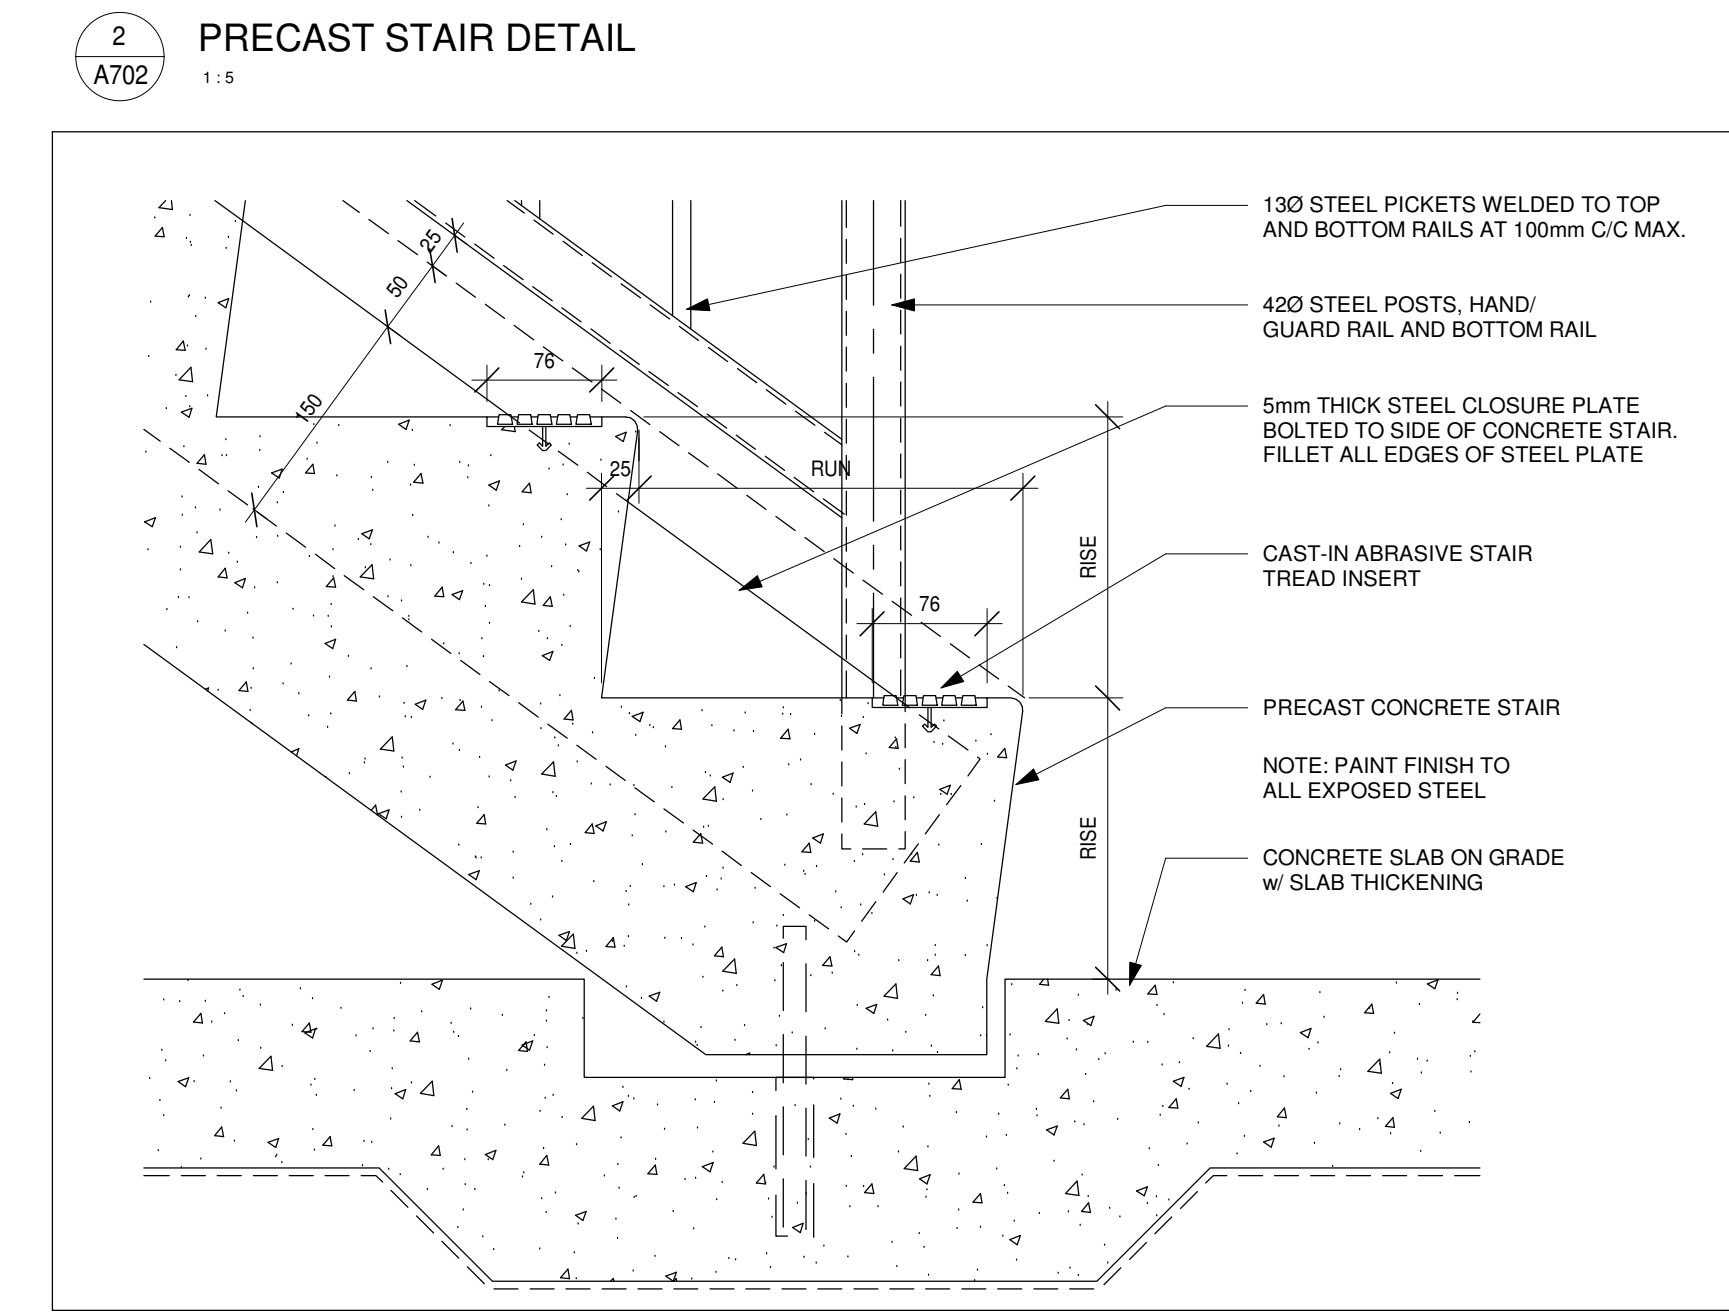 2
A702
PRECAST STAIR DETAIL
1 : 5
13Ø STEEL PICKETS WELDED TO TOP
AND BOTTOM RAILS AT 100mm C/C MAX.
25
50
42Ø STEEL POSTS, HAND/
GUARD RAIL AND BOTTOM RAIL
76
150
5mm THICK STEEL CLOSURE PLATE
BOLTED TO SIDE OF CONCRETE STAIR.
FILLET ALL EDGES OF STEEL PLATE
25
RUN
RISE
CAST-IN ABRASIVE STAIR
TREAD INSERT
76
PRECAST CONCRETE STAIR
NOTE: PAINT FINISH TO
ALL EXPOSED STEEL
RISE
CONCRETE SLAB ON GRADE
w/ SLAB THICKENING